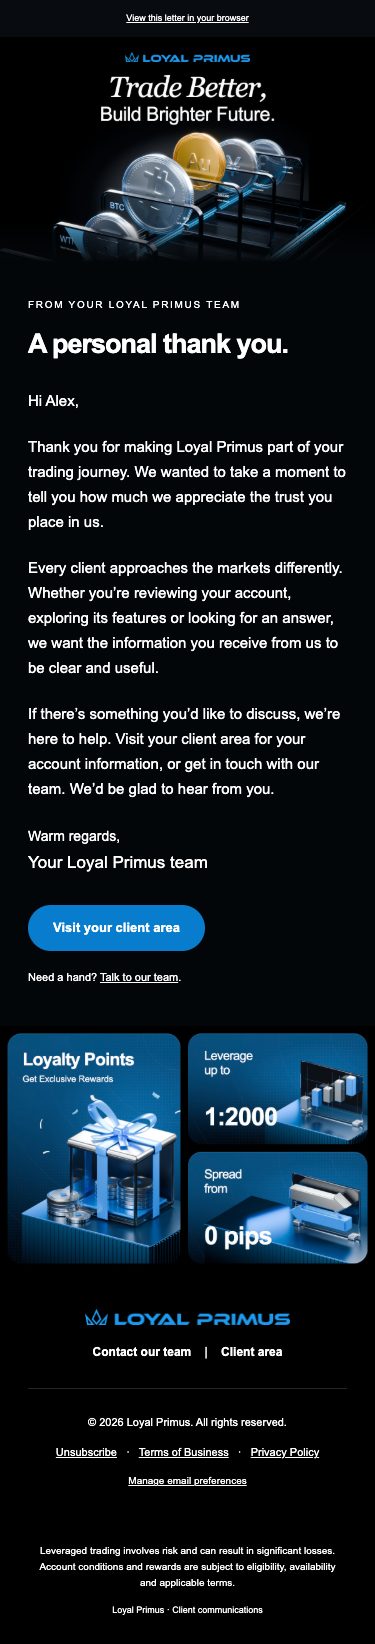 View this letter in your browser
LOYAL PRIMUS
Trade Better,
Build Brighter Future.
Au
BTC
WTI
FROM YOUR LOYAL PRIMUS TEAM
A personal thank you.
Hi Alex,
Thank you for making Loyal Primus part of your
trading journey. We wanted to take a moment to
tell you how much we appreciate the trust you
place in us.
Every client approaches the markets differently.
Whether you’re reviewing your account,
exploring its features or looking for an answer,
we want the information you receive from us to
be clear and useful.
If there’s something you’d like to discuss, we’re
here to help. Visit your client area for your
account information, or get in touch with our
team. We’d be glad to hear from you.
Warm regards,
Your Loyal Primus team
Visit your client area
Need a hand? Talk to our team.
Loyalty Points
Get Exclusive Rewards
Leverage
up to
1:2000
Spread
from
0 pips
LOYAL PRIMUS
Contact our team | Client area
© 2026 Loyal Primus. All rights reserved.
Unsubscribe · Terms of Business · Privacy Policy
Manage email preferences
Leveraged trading involves risk and can result in significant losses.
Account conditions and rewards are subject to eligibility, availability
and applicable terms.
Loyal Primus · Client communications